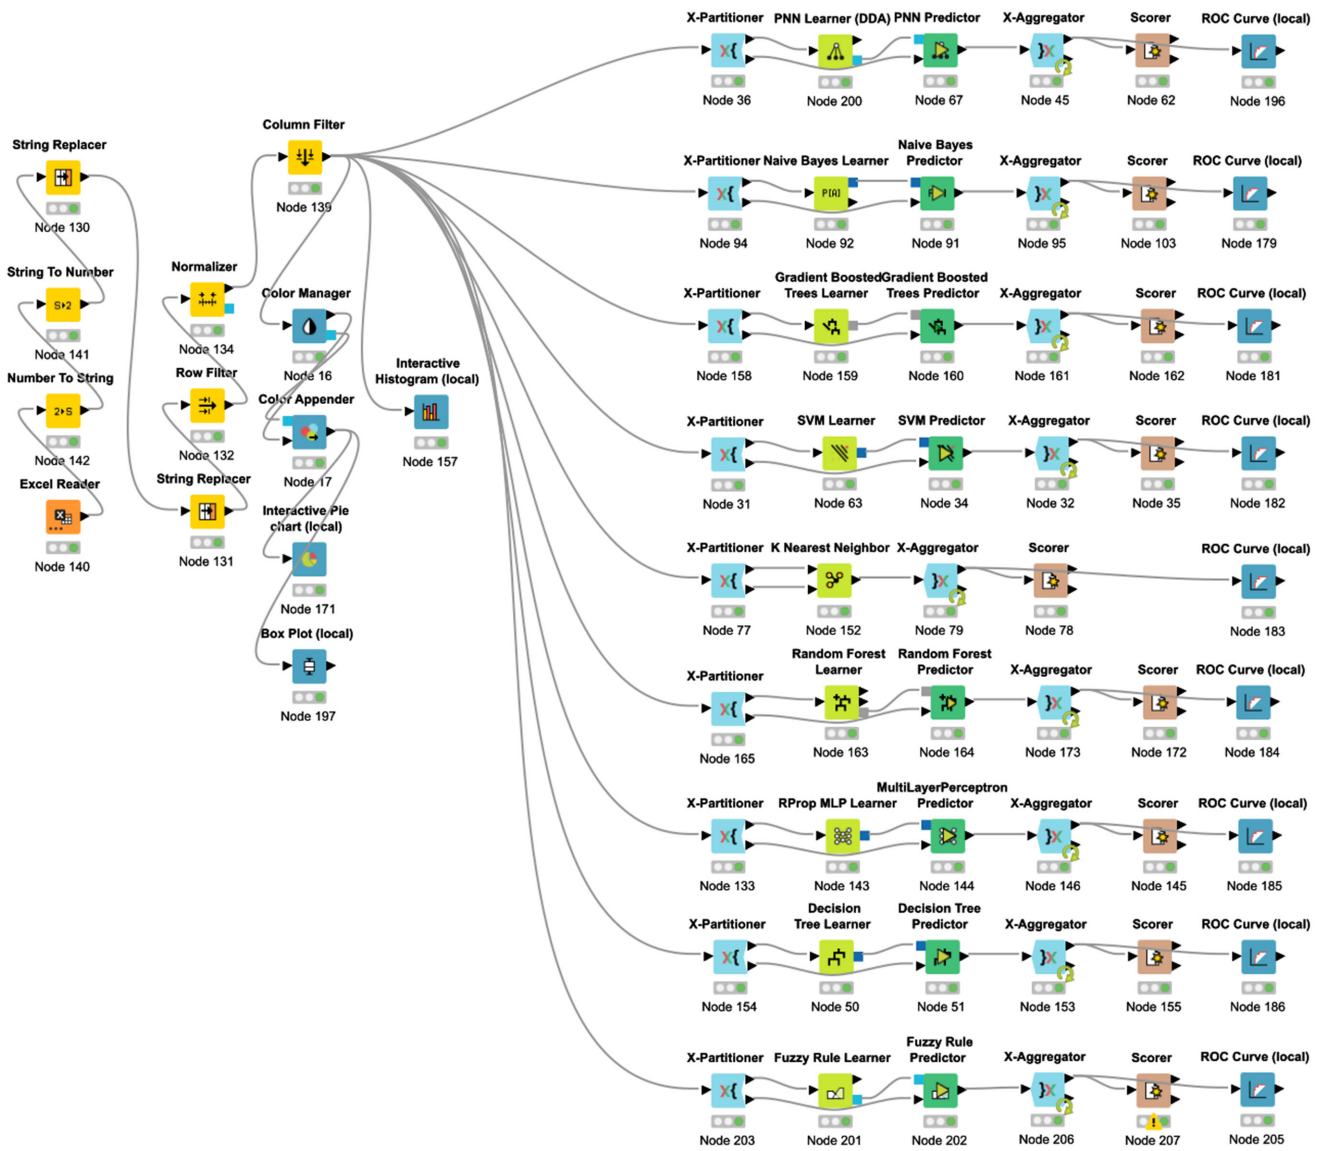 String Replacer
Node 130
String To Number
S▸2
Node 141
Number To String
2▸S
Node 142
Excel Reader
X
Node 140
Normalizer
Node 134
Row Filter
Node 132
String Replacer
Node 131
Column Filter
Node 139
Color Manager
Node 16
Color Appender
Node 17
Interactive Pie
chart (local)
Node 171
Box Plot (local)
Node 197
Interactive
Histogram (local)
Node 157
X-Partitioner PNN Learner (DDA) PNN Predictor X-Aggregator Scorer ROC Curve (local)
X{ }X
Node 36 Node 200 Node 67 Node 45 Node 62 Node 196
Naive Bayes
X-Partitioner Naive Bayes Learner Predictor X-Aggregator Scorer ROC Curve (local)
X{ P[A] }X
Node 94 Node 92 Node 91 Node 95 Node 103 Node 179
Gradient Boosted Gradient Boosted
X-Partitioner Trees Learner Trees Predictor X-Aggregator Scorer ROC Curve (local)
X{ }X
Node 158 Node 159 Node 160 Node 161 Node 162 Node 181
X-Partitioner SVM Learner SVM Predictor X-Aggregator Scorer ROC Curve (local)
X{ }X
Node 31 Node 63 Node 34 Node 32 Node 35 Node 182
X-Partitioner K Nearest Neighbor X-Aggregator Scorer ROC Curve (local)
X{ }X
Node 77 Node 152 Node 79 Node 78 Node 183
Random Forest Random Forest
X-Partitioner Learner Predictor X-Aggregator Scorer ROC Curve (local)
X{ }X
Node 165 Node 163 Node 164 Node 173 Node 172 Node 184
MultiLayerPerceptron
X-Partitioner RProp MLP Learner Predictor X-Aggregator Scorer ROC Curve (local)
X{ }X
Node 133 Node 143 Node 144 Node 146 Node 145 Node 185
Decision Decision Tree
X-Partitioner Tree Learner Predictor X-Aggregator Scorer ROC Curve (local)
X{ }X
Node 154 Node 50 Node 51 Node 153 Node 155 Node 186
Fuzzy Rule
X-Partitioner Fuzzy Rule Learner Predictor X-Aggregator Scorer ROC Curve (local)
X{ }X
Node 203 Node 201 Node 202 Node 206 Node 207 Node 205